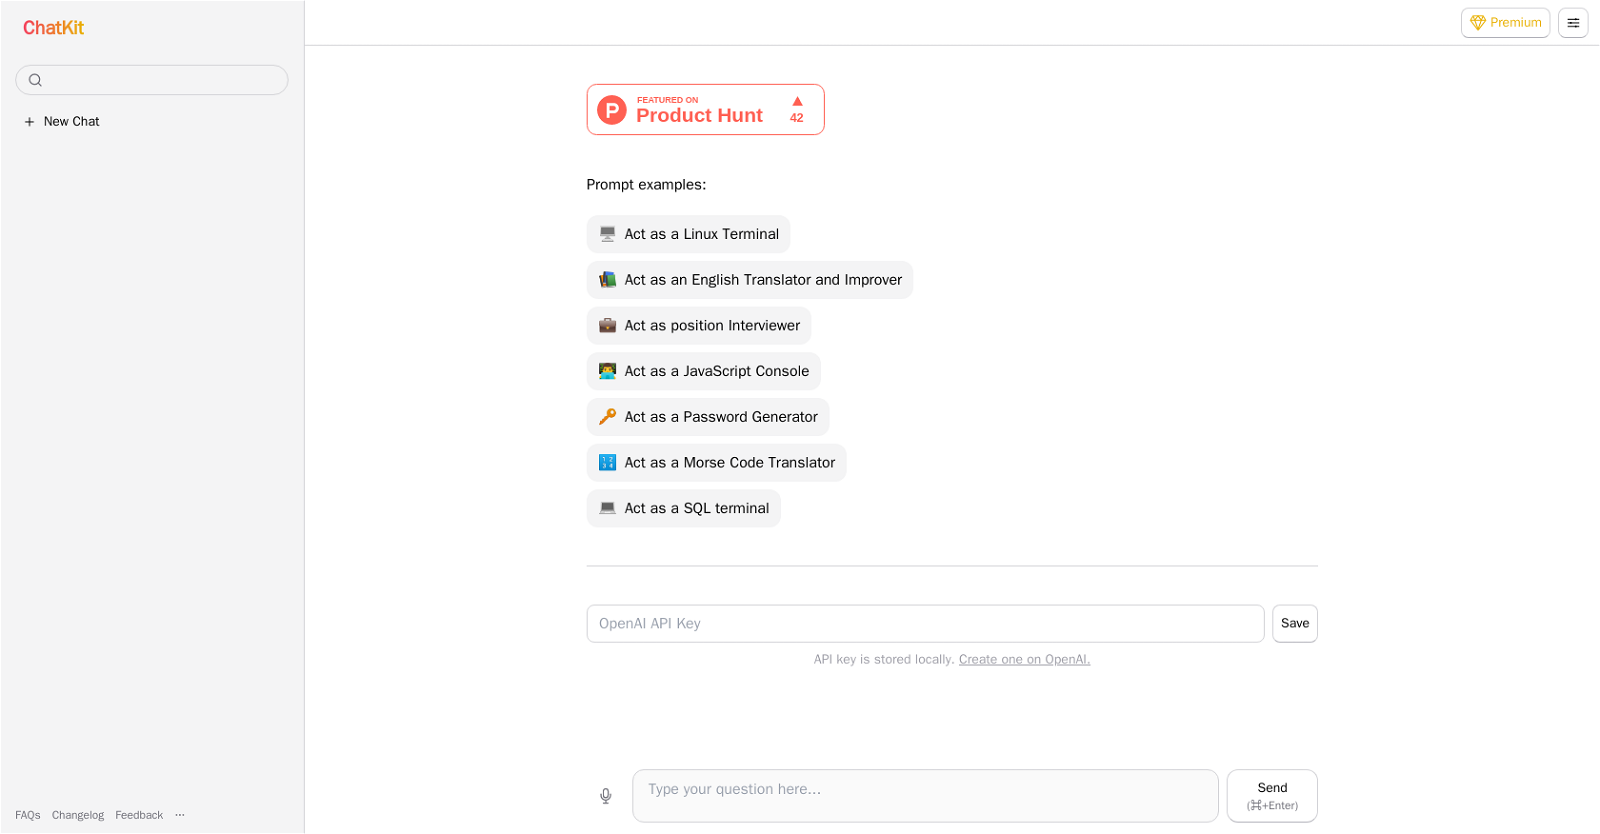 ChatKit
Premium
New Chat
FEATURED ON
Product Hunt
42
Prompt examples:
Act as a Linux Terminal
Act as an English Translator and Improver
Act as position Interviewer
Act as a JavaScript Console
Act as a Password Generator
Act as a Morse Code Translator
Act as a SQL terminal
OpenAI API Key
Save
API key is stored locally. Create one on OpenAI.
Type your question here...
Send
(⌘+Enter)
FAQs Changelog Feedback ...